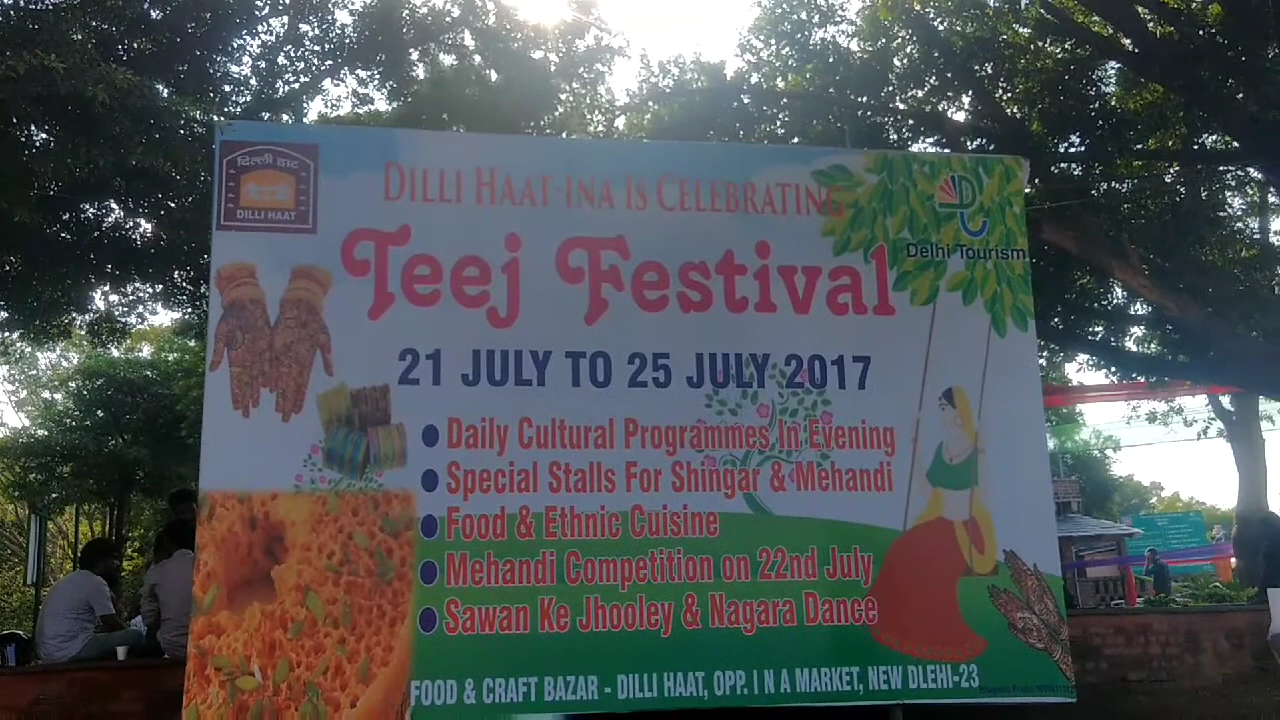 दिल्ली हाट
DILLI HAAT
DILLI HAAT-INA IS CELEBRATING
Delhi Tourism
Teej Festival
21 JULY TO 25 JULY 2017
• Daily Cultural Programmes In Evening
• Special Stalls For Shingar & Mehandi
• Food & Ethnic Cuisine
• Mehandi Competition on 22nd July
• Sawan Ke Jhooley & Nagara Dance
FOOD & CRAFT BAZAR - DILLI HAAT, OPP. I N A MARKET, NEW DLEHI-23